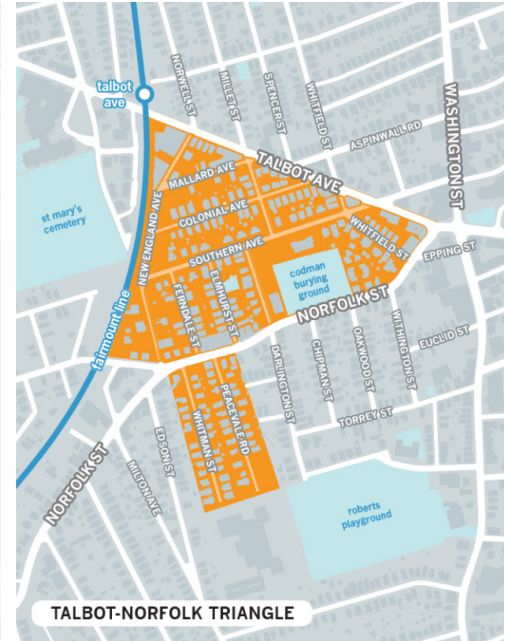 talbot
ave
NORWELL ST
MILLET ST
SPENCER ST
WHITFIELD ST
ASPINWALL RD
WASHINGTON ST
TALBOT AVE
MALLARD AVE
st mary's
cemetery
NEW ENGLAND AVE
COLONIAL AVE
SOUTHERN AVE
WHITFIELD ST
EPPING ST
codman
burying
ground
FERNDALE ST
ELMHURST ST
NORFOLK ST
fairmount line
WITHINGTON ST
EUCLID ST
DARLINGTON ST
CHIPMAN ST
OAKWOOD ST
PEACEVALE RD
WHITMAN ST
TORREY ST
EDSON ST
MILTON AVE
NORFOLK ST
roberts
playground
TALBOT-NORFOLK TRIANGLE